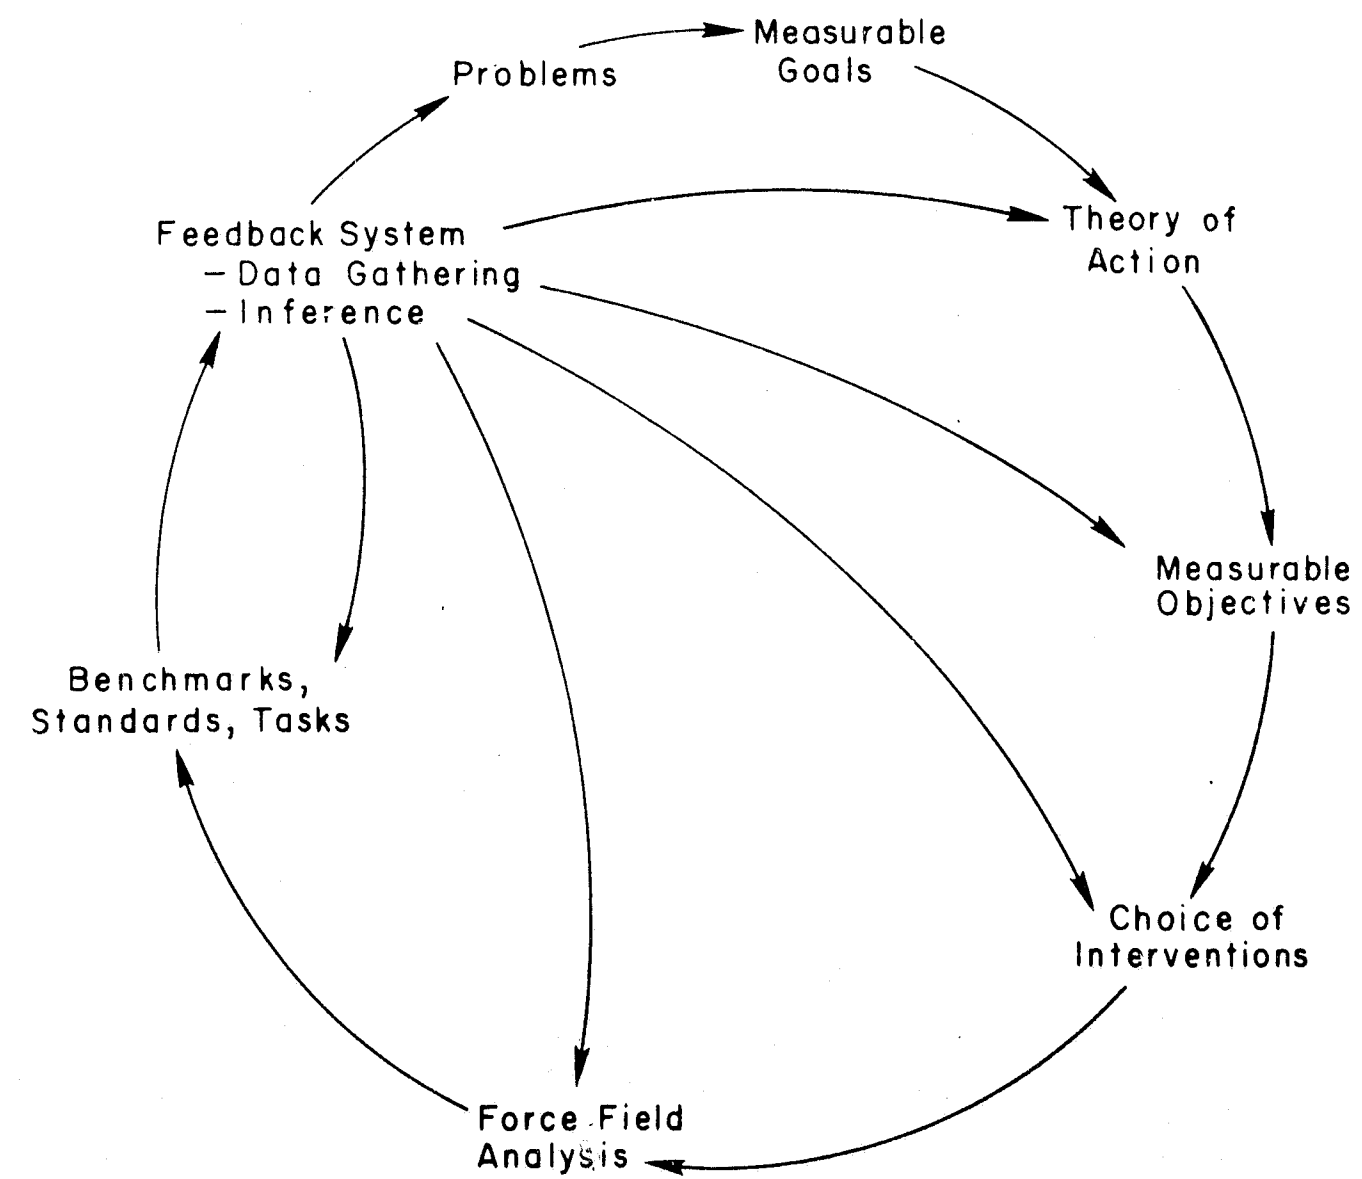 Measurable
Goals
Problems
Feedback System
– Data Gathering
– Inference
Theory of
Action
Measurable
Objectives
Benchmarks,
Standards, Tasks
Choice of
Interventions
Force Field
Analysis